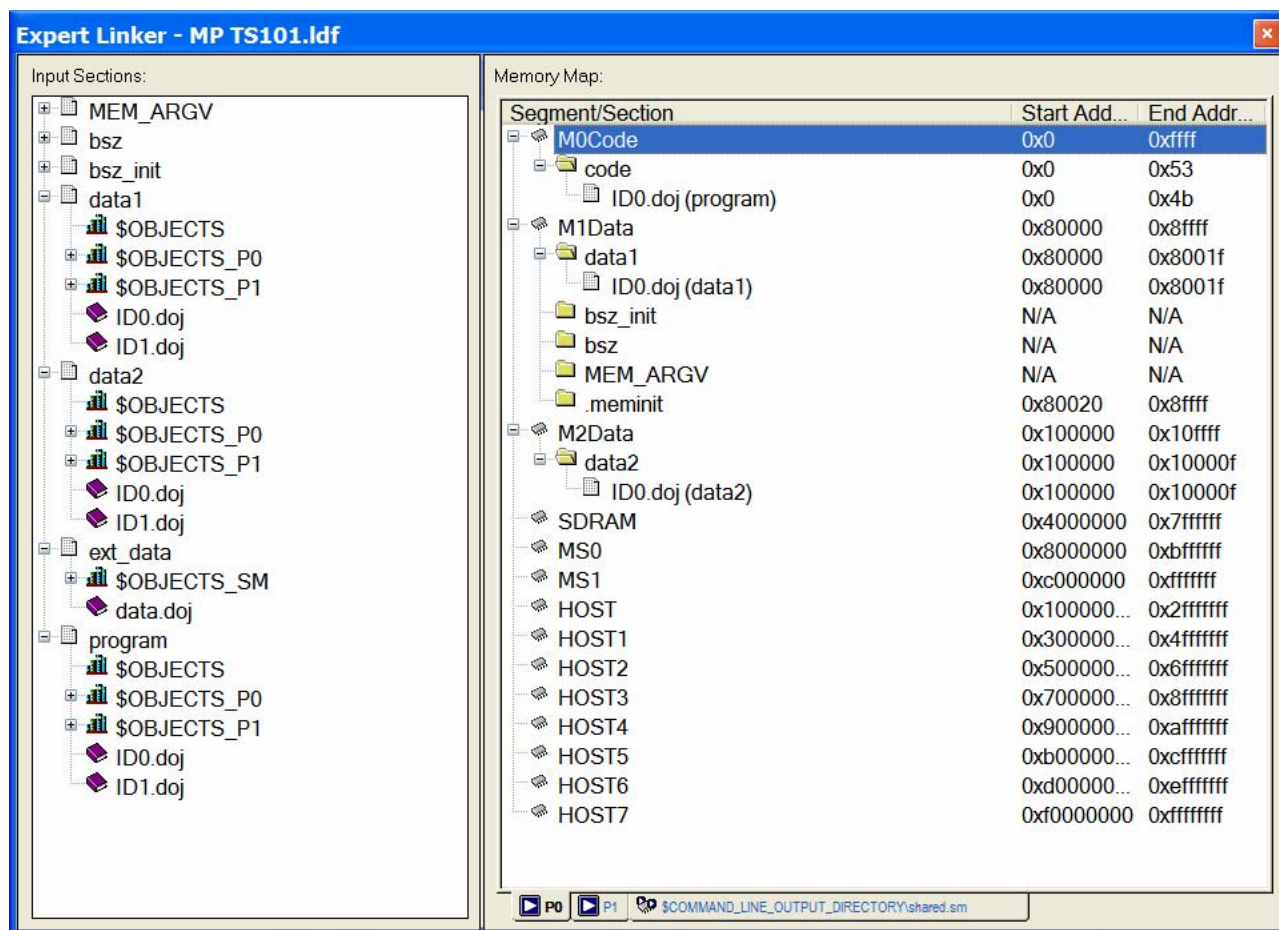 Expert Linker - MP TS101.ldf
Input Sections:
MEM_ARGV
bsz
bsz_init
data1
$OBJECTS
$OBJECTS_P0
$OBJECTS_P1
ID0.doj
ID1.doj
data2
$OBJECTS
$OBJECTS_P0
$OBJECTS_P1
ID0.doj
ID1.doj
ext_data
$OBJECTS_SM
data.doj
program
$OBJECTS
$OBJECTS_P0
$OBJECTS_P1
ID0.doj
ID1.doj
Memory Map:
Segment/Section Start Add... End Addr...
M0Code 0x0 0xffff
code 0x0 0x53
ID0.doj (program) 0x0 0x4b
M1Data 0x80000 0x8ffff
data1 0x80000 0x8001f
ID0.doj (data1) 0x80000 0x8001f
bsz_init N/A N/A
bsz N/A N/A
MEM_ARGV N/A N/A
.meminit 0x80020 0x8ffff
M2Data 0x100000 0x10ffff
data2 0x100000 0x10000f
ID0.doj (data2) 0x100000 0x10000f
SDRAM 0x4000000 0x7ffffff
MS0 0x8000000 0xbffffff
MS1 0xc000000 0xfffffff
HOST 0x100000... 0x2fffffff
HOST1 0x300000... 0x4fffffff
HOST2 0x500000... 0x6fffffff
HOST3 0x700000... 0x8fffffff
HOST4 0x900000... 0xafffffff
HOST5 0xb00000... 0xcfffffff
HOST6 0xd00000... 0xefffffff
HOST7 0xf0000000 0xffffffff
P0 P1 $COMMAND_LINE_OUTPUT_DIRECTORY\shared.sm